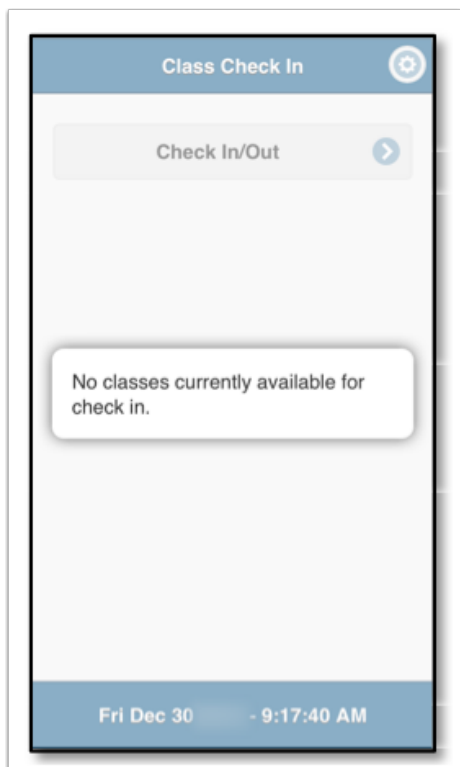 Class Check In
Check In/Out
No classes currently available for
check in.
Fri Dec 30 - 9:17:40 AM